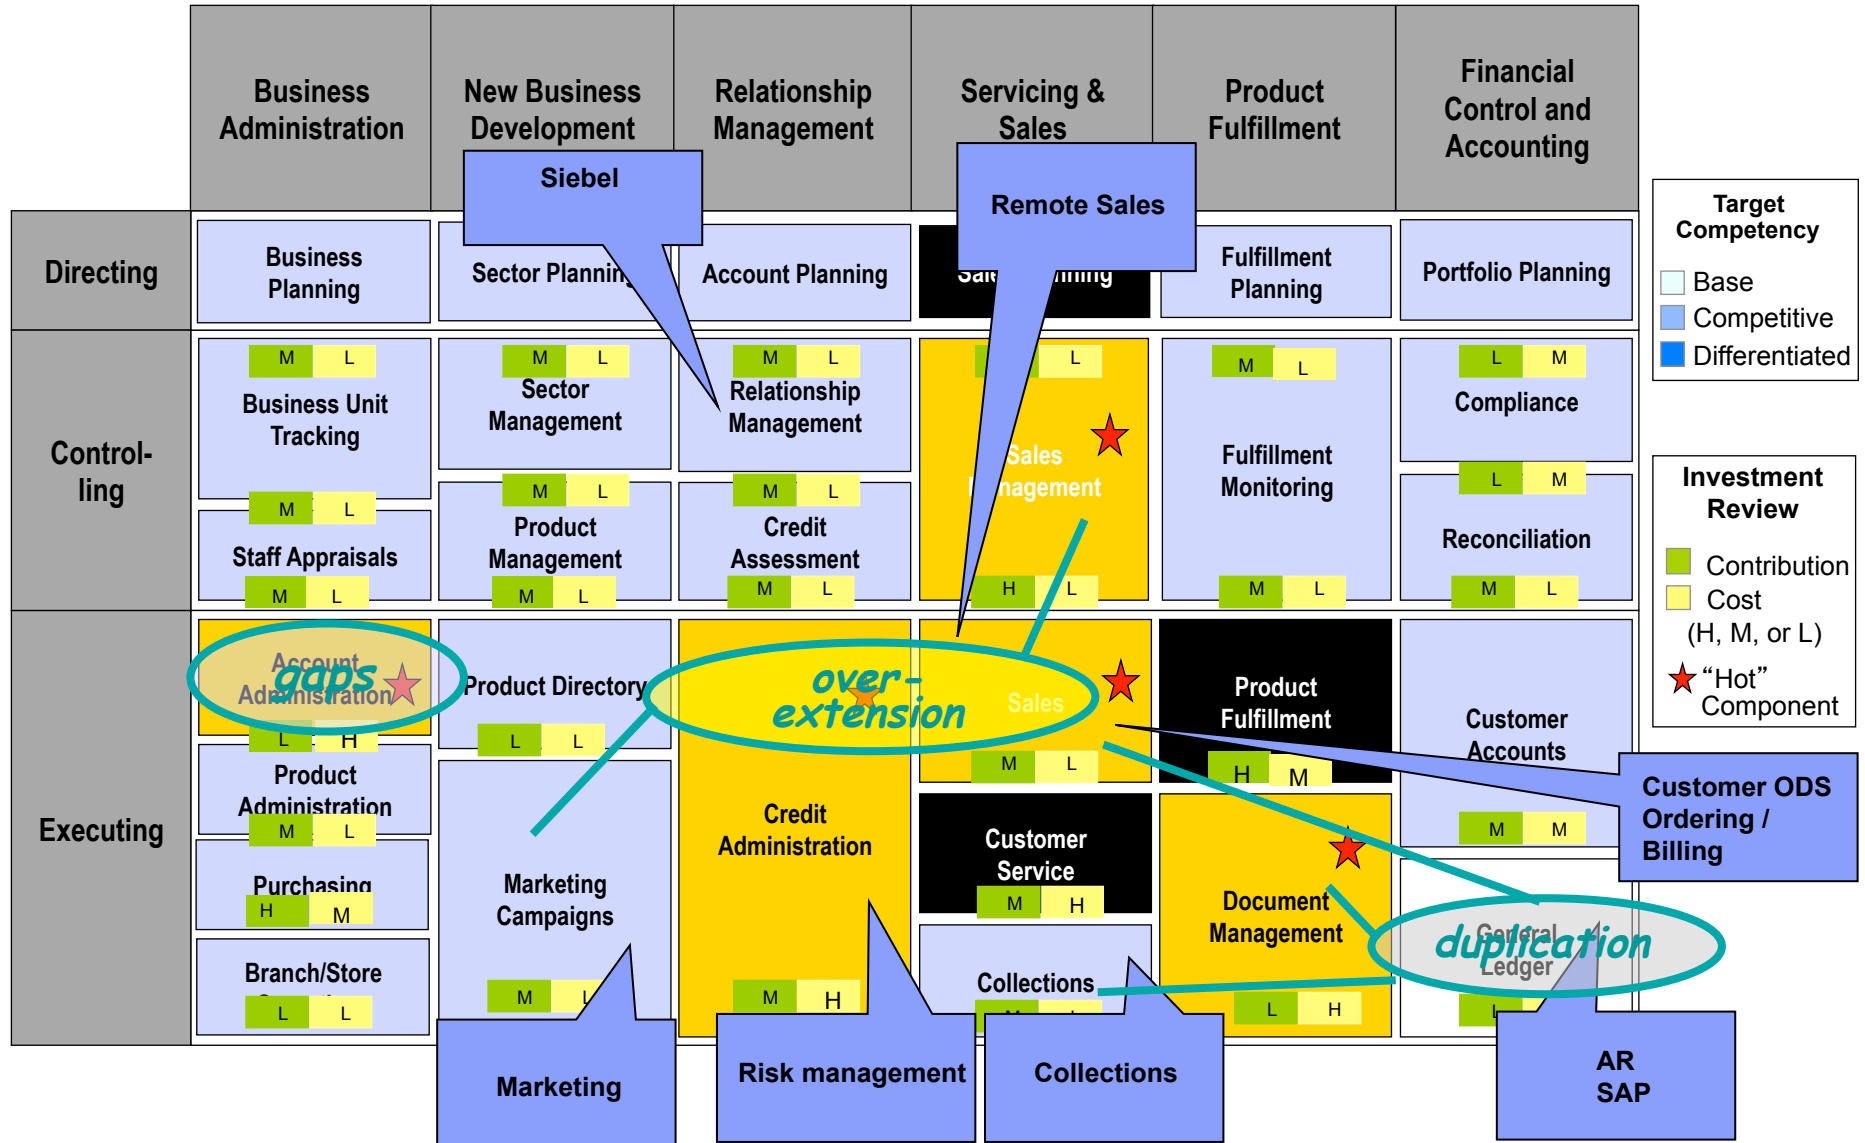 Business
Administration
New Business
Development
Relationship
Management
Servicing &
Sales
Product
Fulfillment
Financial
Control and
Accounting
Siebel
Remote Sales
Directing
Business
Planning
Sector Planning
Account Planning
Fulfillment
Planning
Portfolio Planning
Target
Competency
Base
Competitive
Differentiated
Control-
ling
M L
Business Unit
Tracking
M L
Staff Appraisals
M L
M L
Sector
Management
M L
Product
Management
M L
M L
Relationship
Management
M L
Credit
Assessment
M L
L
Sales
Management
H L
M L
Fulfillment
Monitoring
M L
L M
Compliance
L M
Reconciliation
M L
Investment
Review
Contribution
Cost
(H, M, or L)
"Hot"
Component
Executing
Account
Administration
gaps
L H
Product
Administration
M L
Purchasing
H M
Branch/Store
L L
Product Directory
L L
Marketing
Campaigns
M L
over-
extension
Credit
Administration
M H
Sales
M L
Customer
Service
M H
Collections
Product
Fulfillment
H M
Document
Management
L H
Customer
Accounts
M M
General
Ledger
duplication
L
Customer ODS
Ordering /
Billing
Marketing
Risk management
Collections
AR
SAP